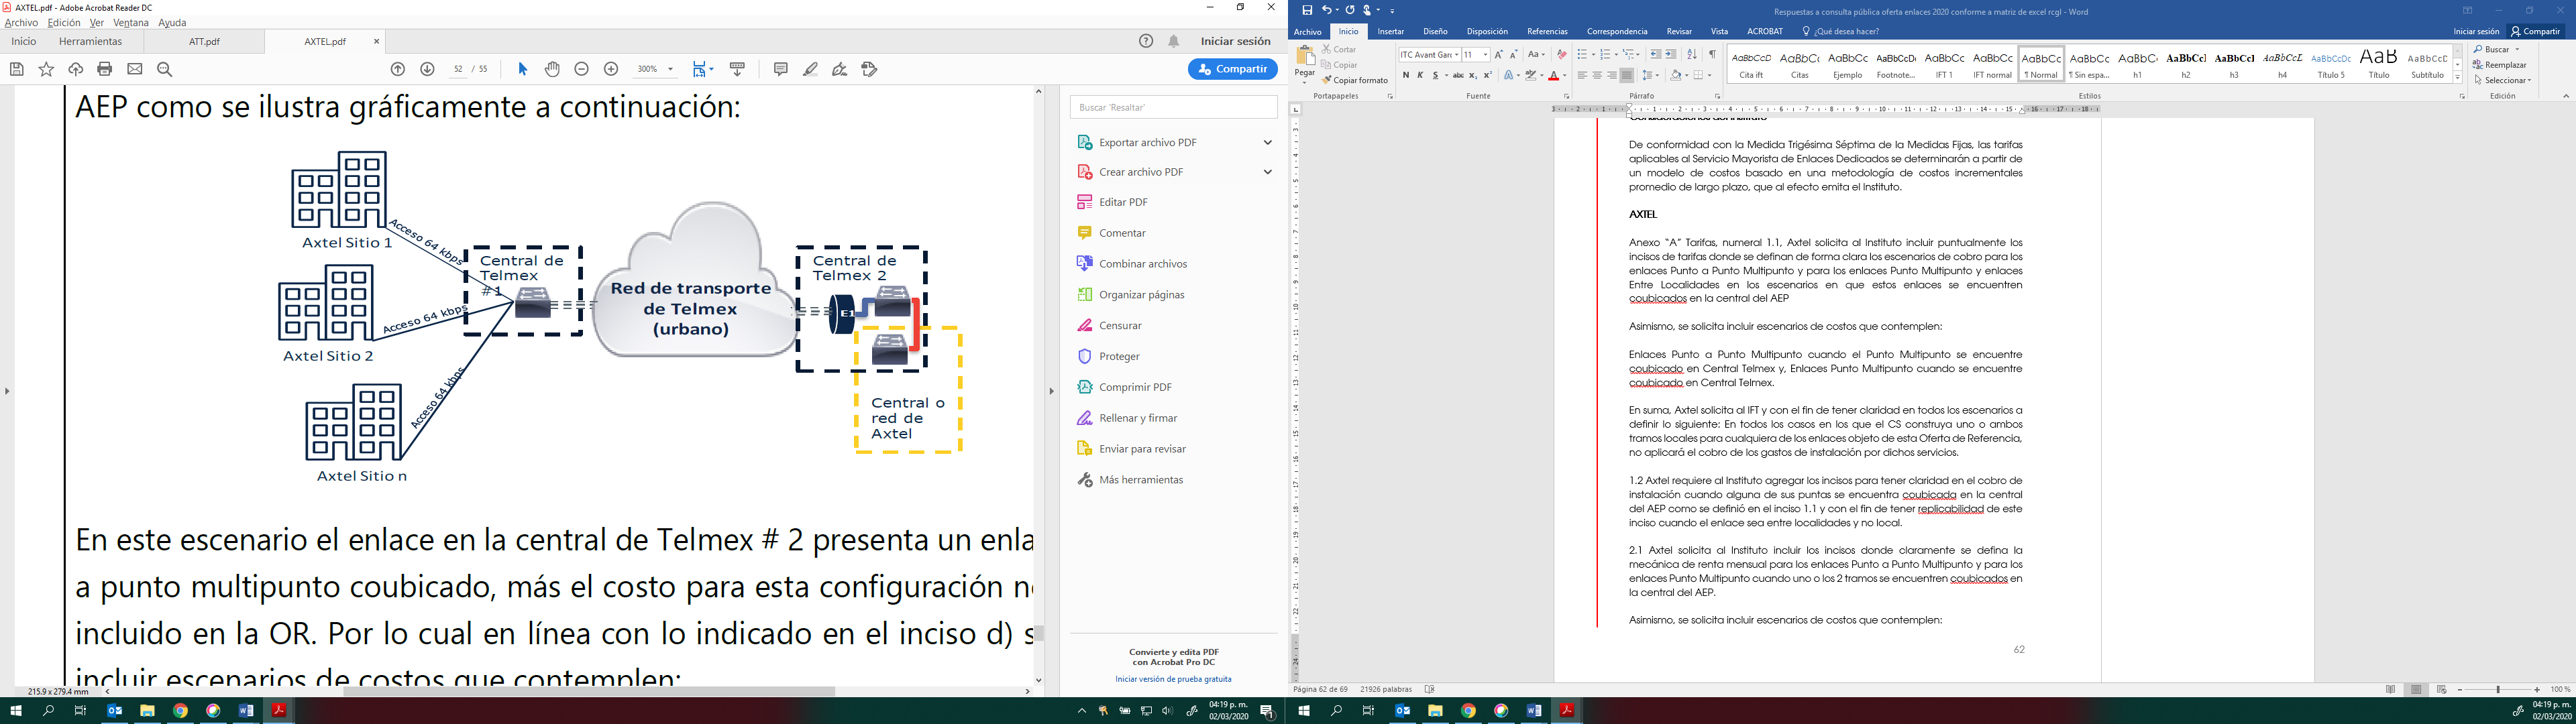 AXTEL.pdf - Adobe Acrobat Reader DC
Archivo Edición Ver Ventana Ayuda
Inicio Herramientas ATT.pdf AXTEL.pdf × Iniciar sesión
52 / 55 300% Compartir
AEP como se ilustra gráficamente a continuación:
Axtel Sitio 1
Acceso 64 kbps
Axtel Sitio 2
Acceso 64 kbps
Axtel Sitio n
Acceso 64 kbps
Central de
Telmex
#1
Red de transporte
de Telmex
(urbano)
Central de
Telmex 2
E1
Central o
red de
Axtel
En este escenario el enlace en la central de Telmex # 2 presenta un enla
a punto multipunto coubicado, más el costo para esta configuración n
incluido en la OR. Por lo cual en línea con lo indicado en el inciso d) s
incluir escenarios de costos que contemplen:
215.9 x 279.4 mm
Buscar 'Resaltar'
Exportar archivo PDF
Crear archivo PDF
Editar PDF
Comentar
Combinar archivos
Organizar páginas
Censurar
Proteger
Comprimir PDF
Rellenar y firmar
Enviar para revisar
Más herramientas
Convierte y edita PDF
con Acrobat Pro DC
Iniciar versión de prueba gratuita
04:19 p. m.
02/03/2020
Respuestas a consulta pública oferta enlaces 2020 conforme a matriz de excel rcgl - Word
Archivo Inicio Insertar Diseño Disposición Referencias Correspondencia Revisar Vista ACROBAT ¿Qué desea hacer? Iniciar sesión Compartir
Pegar
Cortar
Copiar
Copiar formato
Portapapeles
ITC Avant Garc 11
N K S abc x₂ x²
Fuente
Párrafo
Cita ift Citas Ejemplo Footnote... IFT 1 IFT normal ¶ Normal ¶ Sin espa... h1 h2 h3 h4 Título 5 Título Subtítulo
Estilos
Buscar
Reemplazar
Seleccionar
Edición
Consideraciones del Instituto
De conformidad con la Medida Trigésima Séptima de la Medidas Fijas, las tarifas
aplicables al Servicio Mayorista de Enlaces Dedicados se determinarán a partir de
un modelo de costos basado en una metodología de costos incrementales
promedio de largo plazo, que al efecto emita el Instituto.
AXTEL
Anexo “A” Tarifas, numeral 1.1, Axtel solicita al Instituto incluir puntualmente los
incisos de tarifas donde se definan de forma clara los escenarios de cobro para los
enlaces Punto a Punto Multipunto y para los enlaces Punto Multipunto y enlaces
Entre Localidades en los escenarios en que estos enlaces se encuentren
coubicados en la central del AEP
Asimismo, se solicita incluir escenarios de costos que contemplen:
Enlaces Punto a Punto Multipunto cuando el Punto Multipunto se encuentre
coubicado en Central Telmex y, Enlaces Punto Multipunto cuando se encuentre
coubicado en Central Telmex.
En suma, Axtel solicita al IFT y con el fin de tener claridad en todos los escenarios a
definir lo siguiente: En todos los casos en los que el CS construya uno o ambos
tramos locales para cualquiera de los enlaces objeto de esta Oferta de Referencia,
no aplicará el cobro de los gastos de instalación por dichos servicios.
1.2 Axtel requiere al Instituto agregar los incisos para tener claridad en el cobro de
instalación cuando alguna de sus puntas se encuentra coubicada en la central
del AEP como se definió en el inciso 1.1 y con el fin de tener replicabilidad de este
inciso cuando el enlace sea entre localidades y no local.
2.1 Axtel solicita al Instituto incluir los incisos donde claramente se defina la
mecánica de renta mensual para los enlaces Punto a Punto Multipunto y para los
enlaces Punto Multipunto cuando uno o los 2 tramos se encuentren coubicados en
la central del AEP.
Asimismo, se solicita incluir escenarios de costos que contemplen:
62
Página 62 de 69 21926 palabras 100 %
04:19 p. m.
02/03/2020